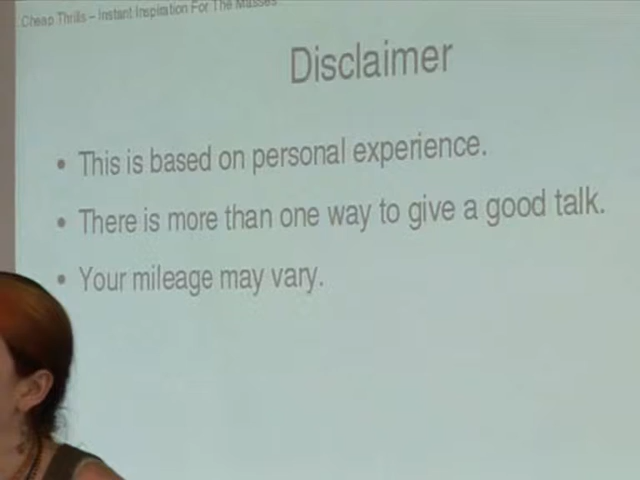 Cheap Thrills – Instant Inspiration For The Masses
Disclaimer
• This is based on personal experience.
• There is more than one way to give a good talk.
• Your mileage may vary.